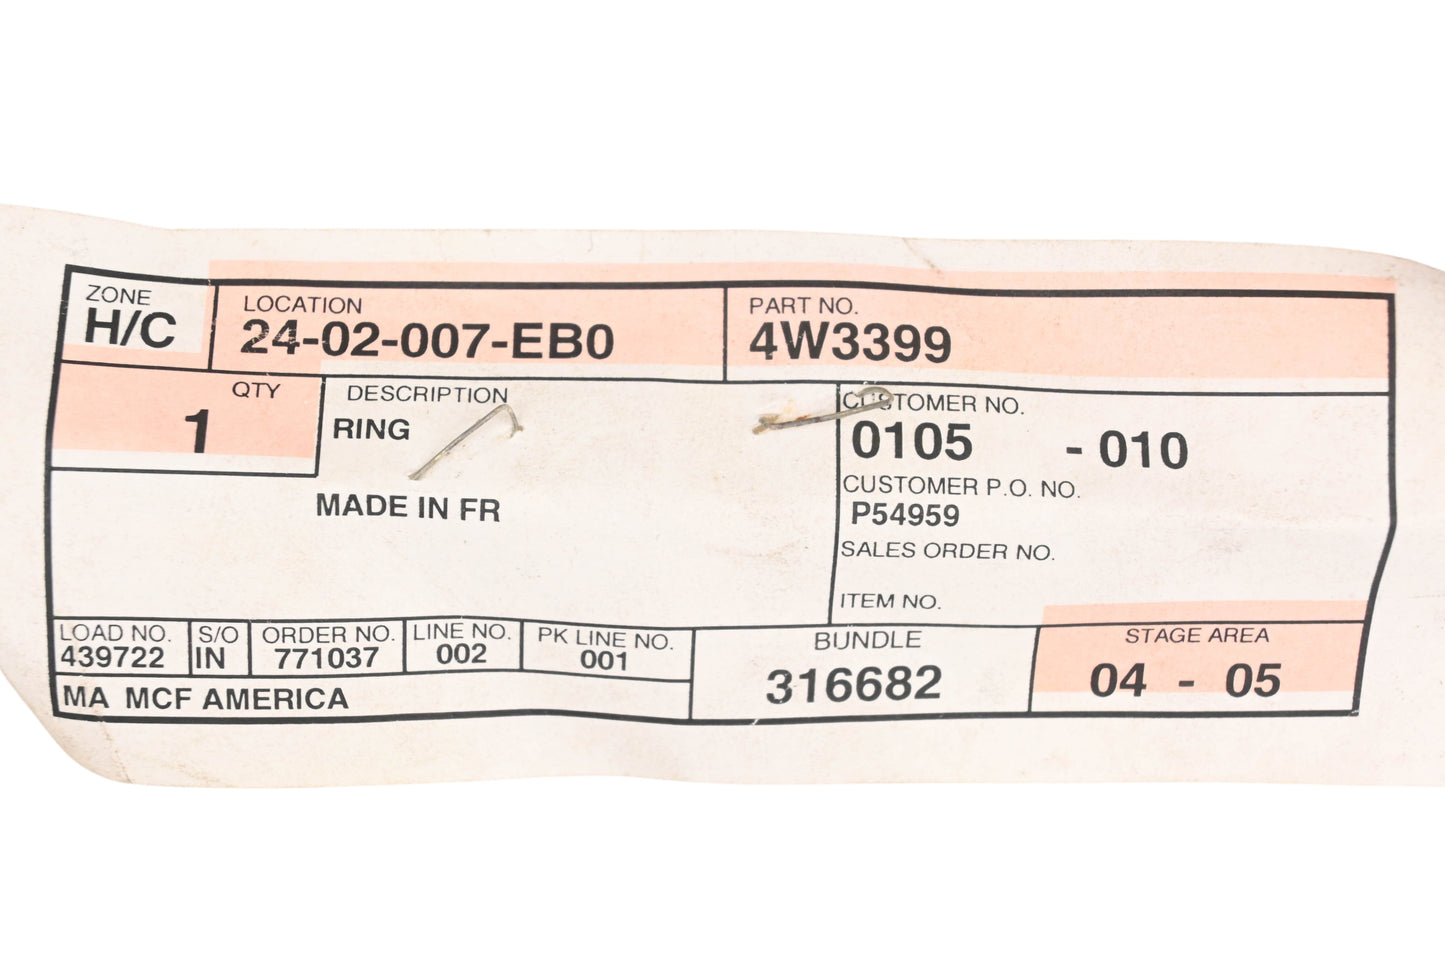 ZONE LOCATION PART NO.
H/C 24-02-007-EB0 4W3399
QTY DESCRIPTION CUSTOMER NO.
1 RING 0105 - 010
CUSTOMER P.O. NO.
MADE IN FR P54959
SALES ORDER NO.
ITEM NO.
LOAD NO. S/O ORDER NO. LINE NO. PK LINE NO. BUNDLE STAGE AREA
439722 IN 771037 002 001 316682 04 - 05
MA MCF AMERICA